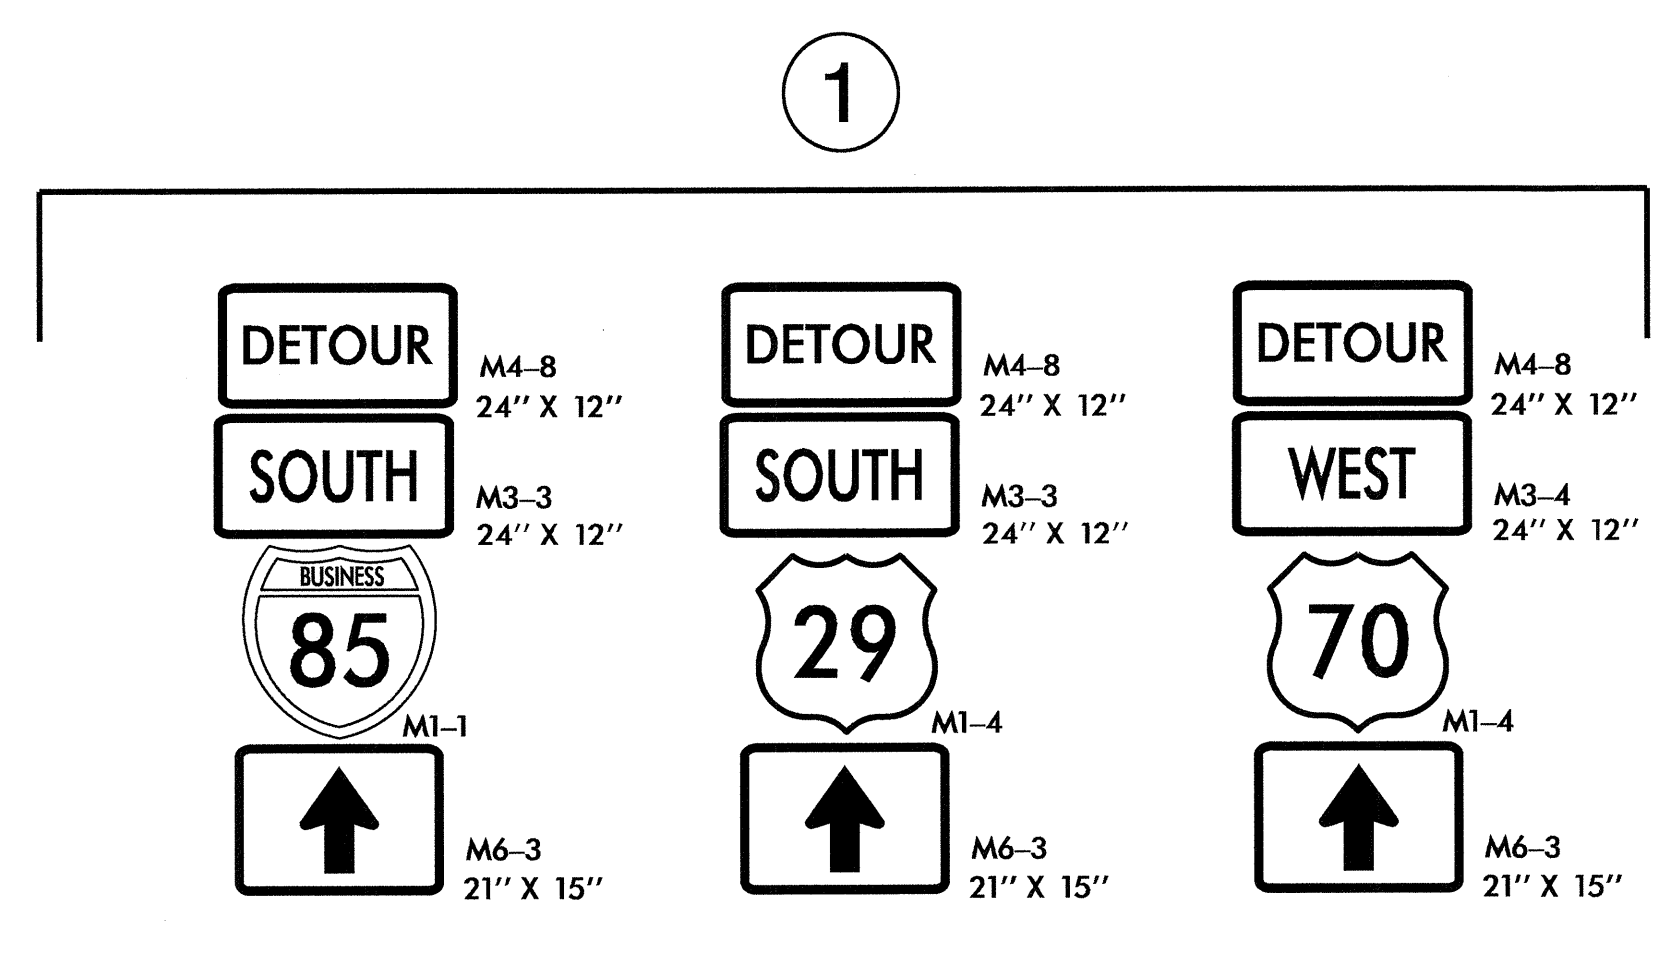 1
DETOUR
M4–8
24" X 12"
SOUTH
M3–3
24" X 12"
BUSINESS
85
M1–1
M6–3
21" X 15"
DETOUR
M4–8
24" X 12"
SOUTH
M3–3
24" X 12"
29
M1–4
M6–3
21" X 15"
DETOUR
M4–8
24" X 12"
WEST
M3–4
24" X 12"
70
M1–4
M6–3
21" X 15"